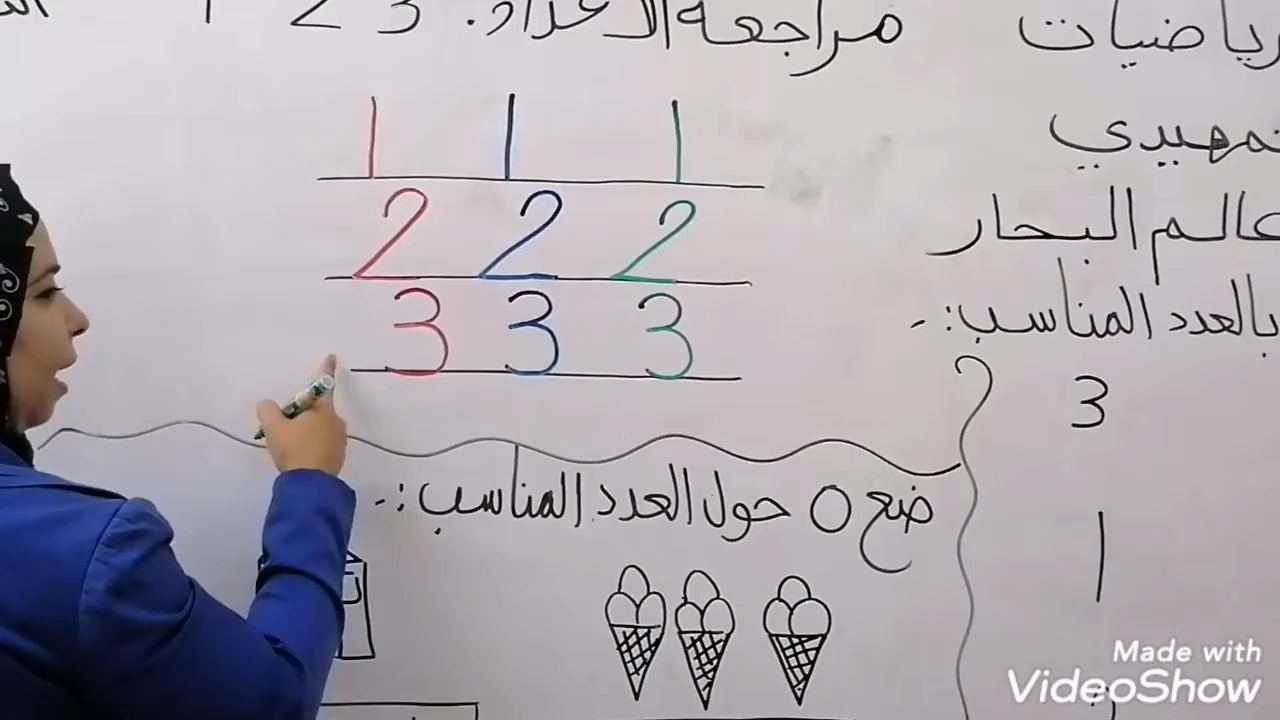 رياضيات
مراجعة الأعداد. 3 2 1
تمهيدي
عالم البحار
بالعدد المناسب:-
3
1
1 1 1
2 2 2
3 3 3
ضع O حول العدد المناسب:-
Made with
VideoShow